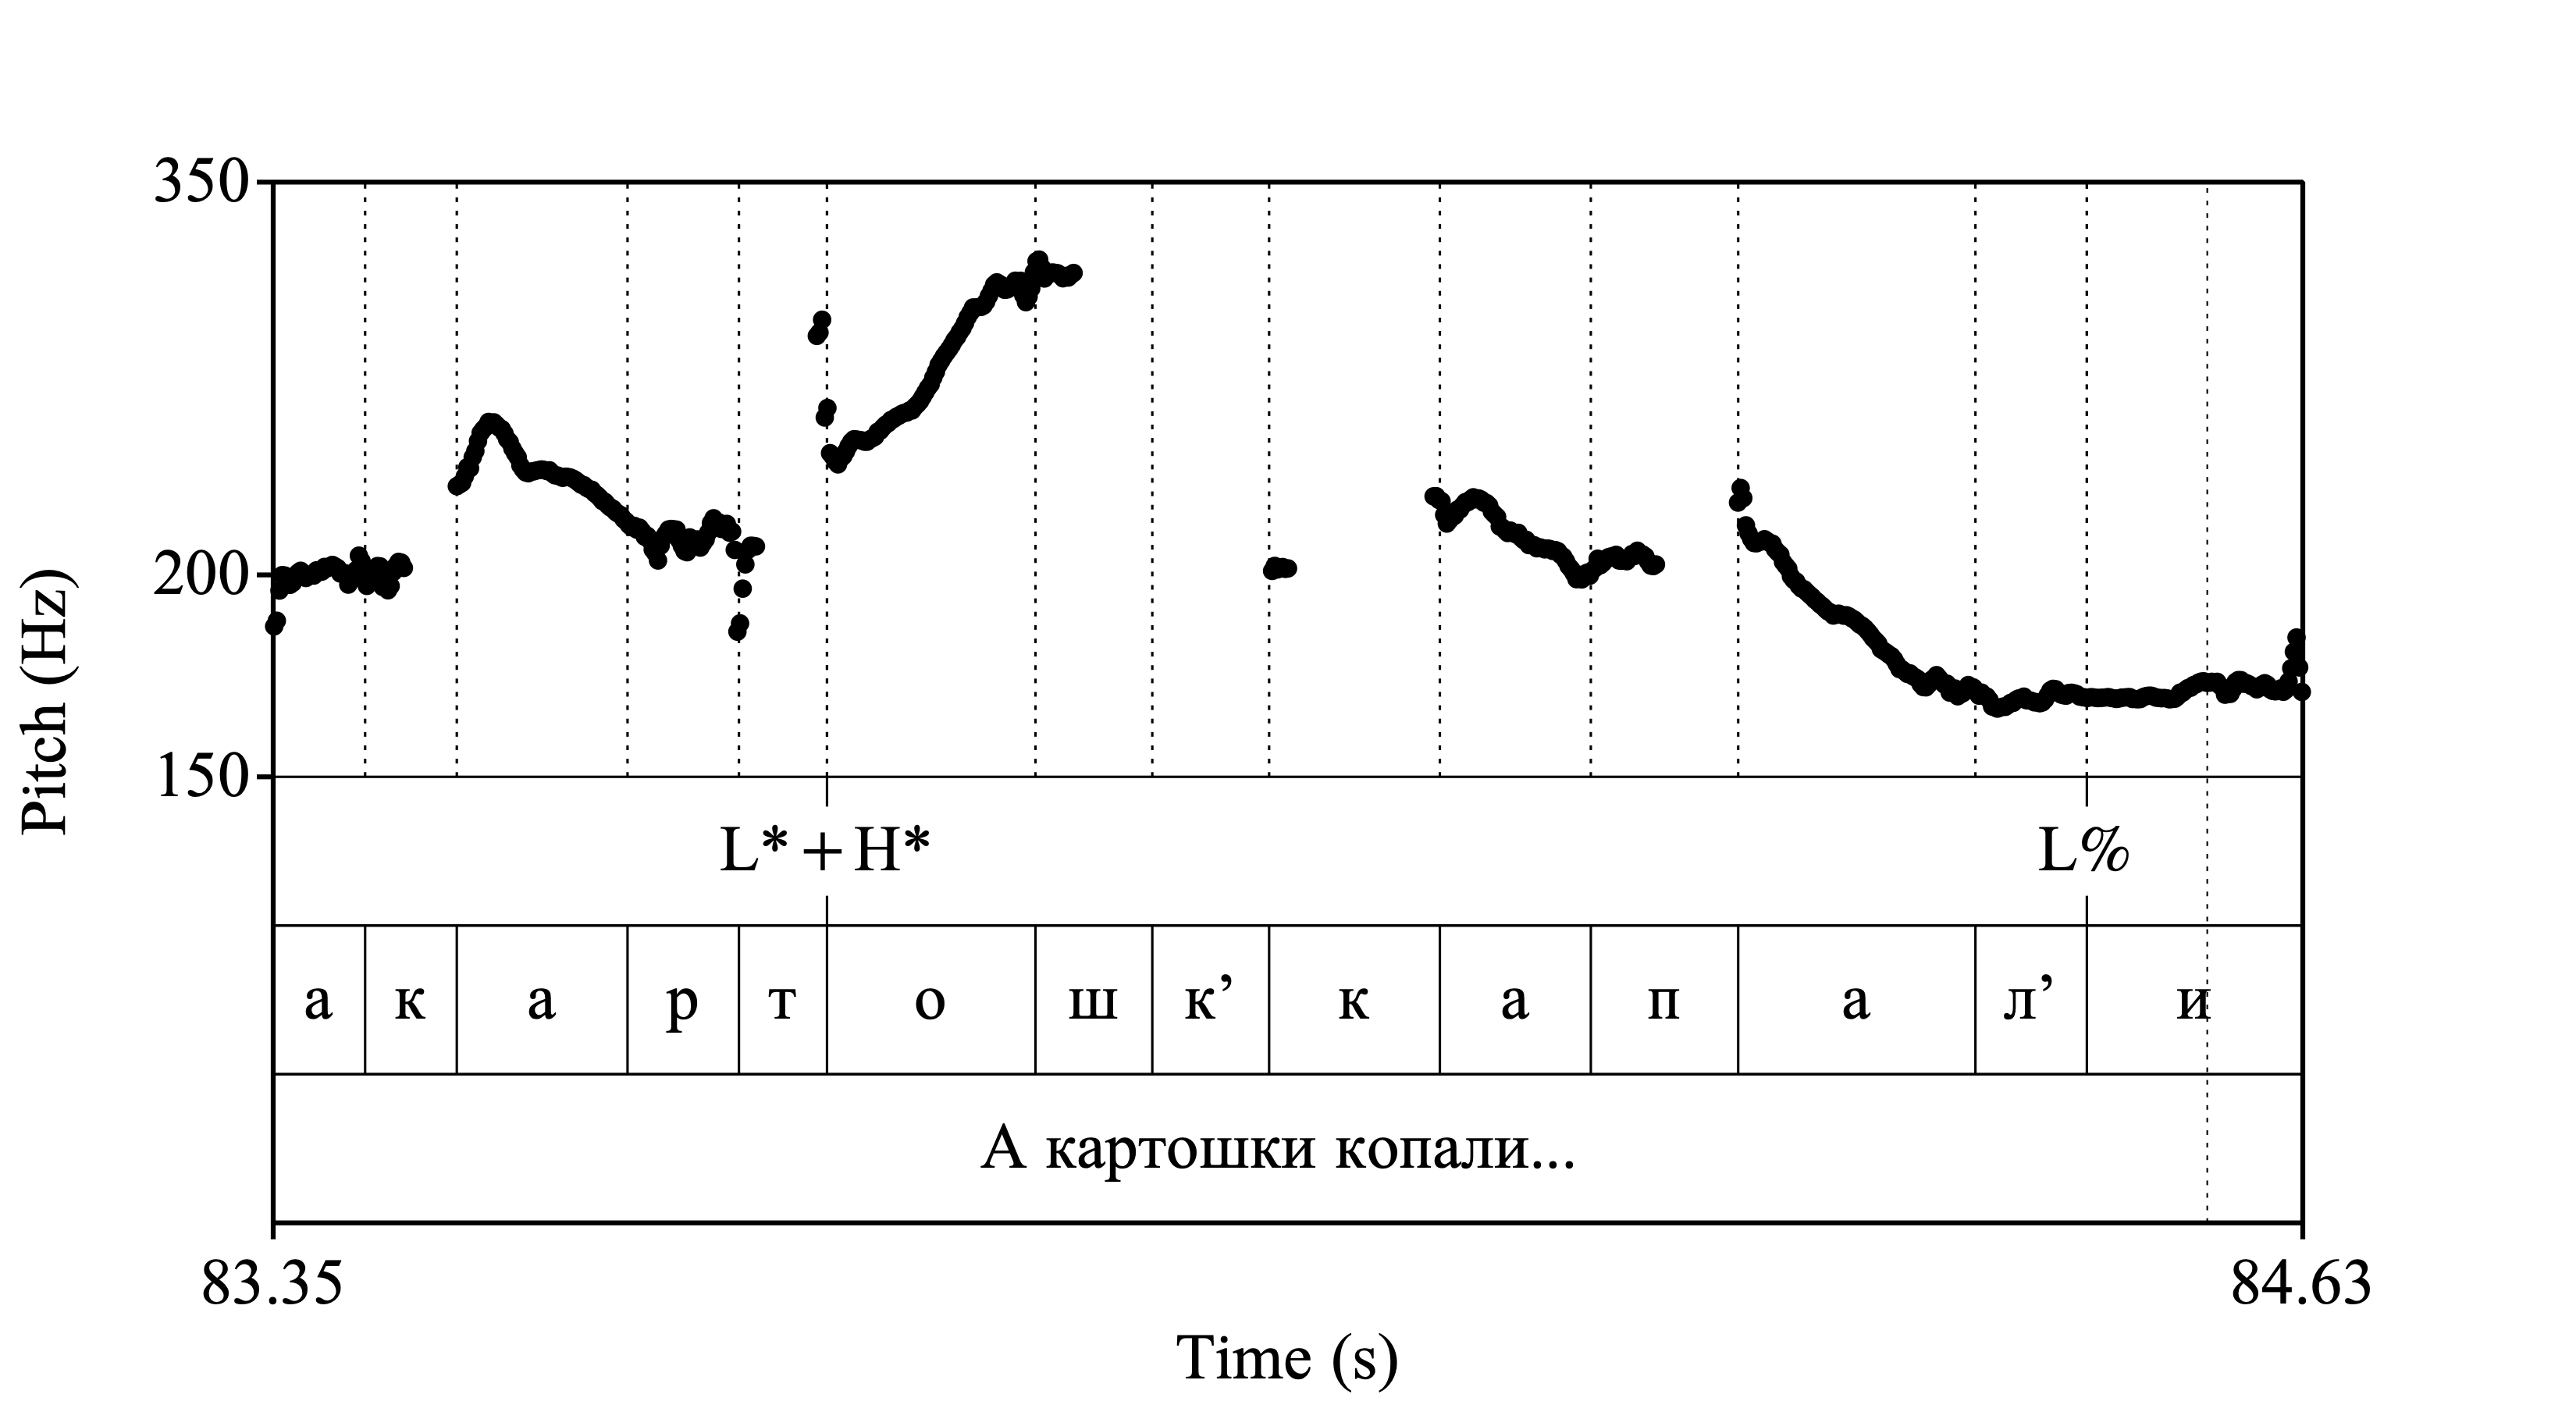 350
200
150
Pitch (Hz)
L*+H* L%
а к а р т о ш к’ к а п а л’ и
А картошки копали...
83.35 84.63
Time (s)